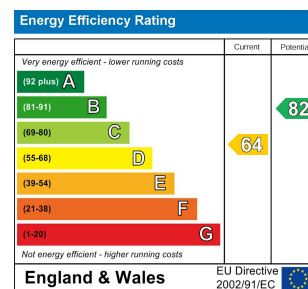 Energy Efficiency Rating
Current Potentia
Very energy efficient - lower running costs
(92 plus) A
(81-91) B
82
(69-80) C
64
(55-68) D
(39-54) E
(21-38) F
(1-20) G
Not energy efficient - higher running costs
England & Wales
EU Directive
2002/91/EC